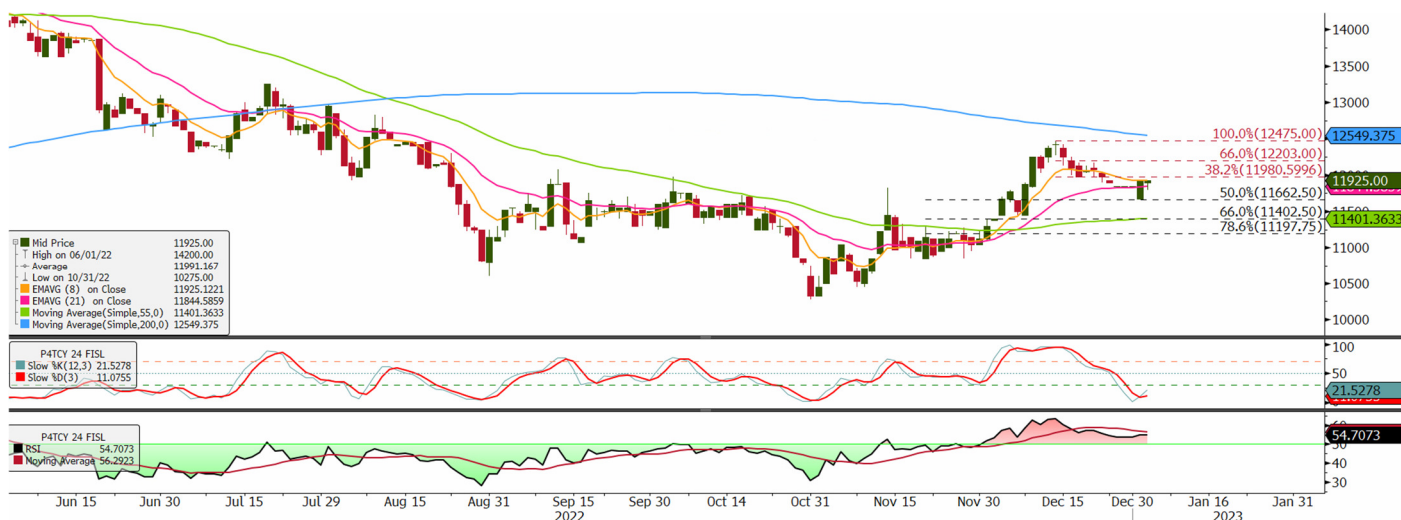 14000
13500
13000
100.0%(12475.00)
12549.375
66.0%(12203.00)
38.2%(11980.5996)
11925.00
50.0%(11662.50)
66.0%(11402.50)
11401.3633
78.6%(11197.75)
11000
10500
10000
Mid Price 11925.00
High on 06/01/22 14200.00
Average 11991.167
Low on 10/31/22 10275.00
EMAVG (8) on Close 11925.1221
EMAVG (21) on Close 11844.5859
Moving Average(Simple,55,0) 11401.3633
Moving Average(Simple,200,0) 12549.375
P4TCY 24 FISL
Slow %K(12,3) 21.5278
Slow %D(3) 11.0755
100
50
21.5278
P4TCY 24 FISL
RSI 54.7073
Moving Average 56.2923
54.7073
40
30
Jun 15 Jun 30 Jul 15 Jul 29 Aug 15 Aug 31 Sep 15 Sep 30 Oct 14 Oct 31 Nov 15 Nov 30 Dec 15 Dec 30 Jan 16 Jan 31
2022 2023